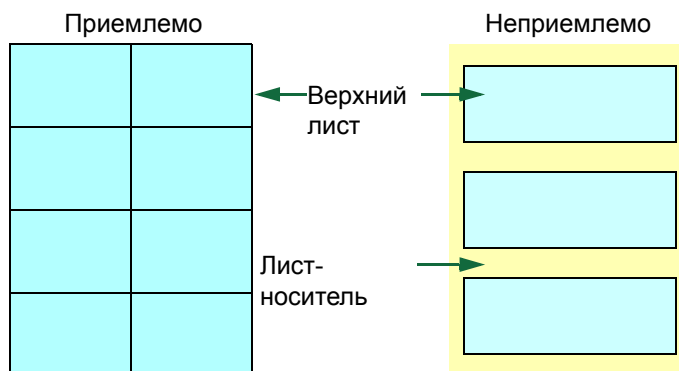 Приемлемо
Неприемлемо
Верхний
лист
Лист-
носитель